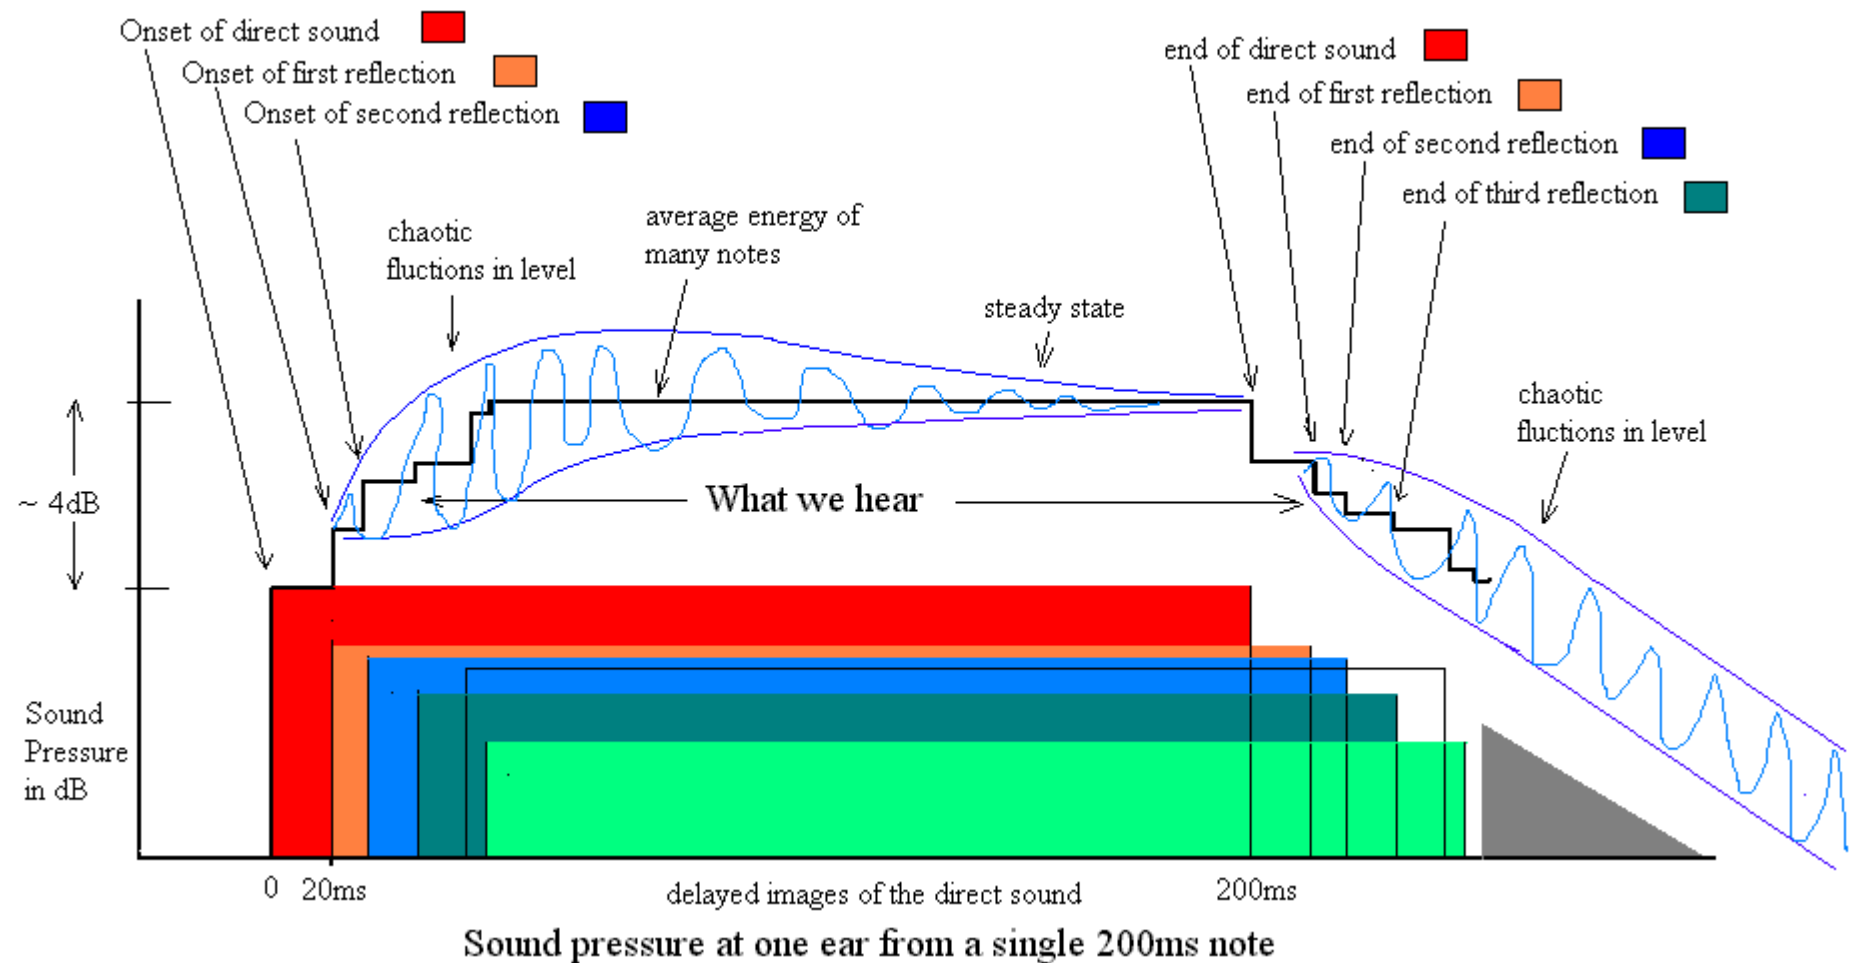 Onset of direct sound
Onset of first reflection
Onset of second reflection
end of direct sound
end of first reflection
end of second reflection
end of third reflection
chaotic
fluctions in level
average energy of
many notes
steady state
chaotic
fluctions in level
~ 4dB
What we hear
Sound
Pressure
in dB
0
20ms
delayed images of the direct sound
200ms
Sound pressure at one ear from a single 200ms note